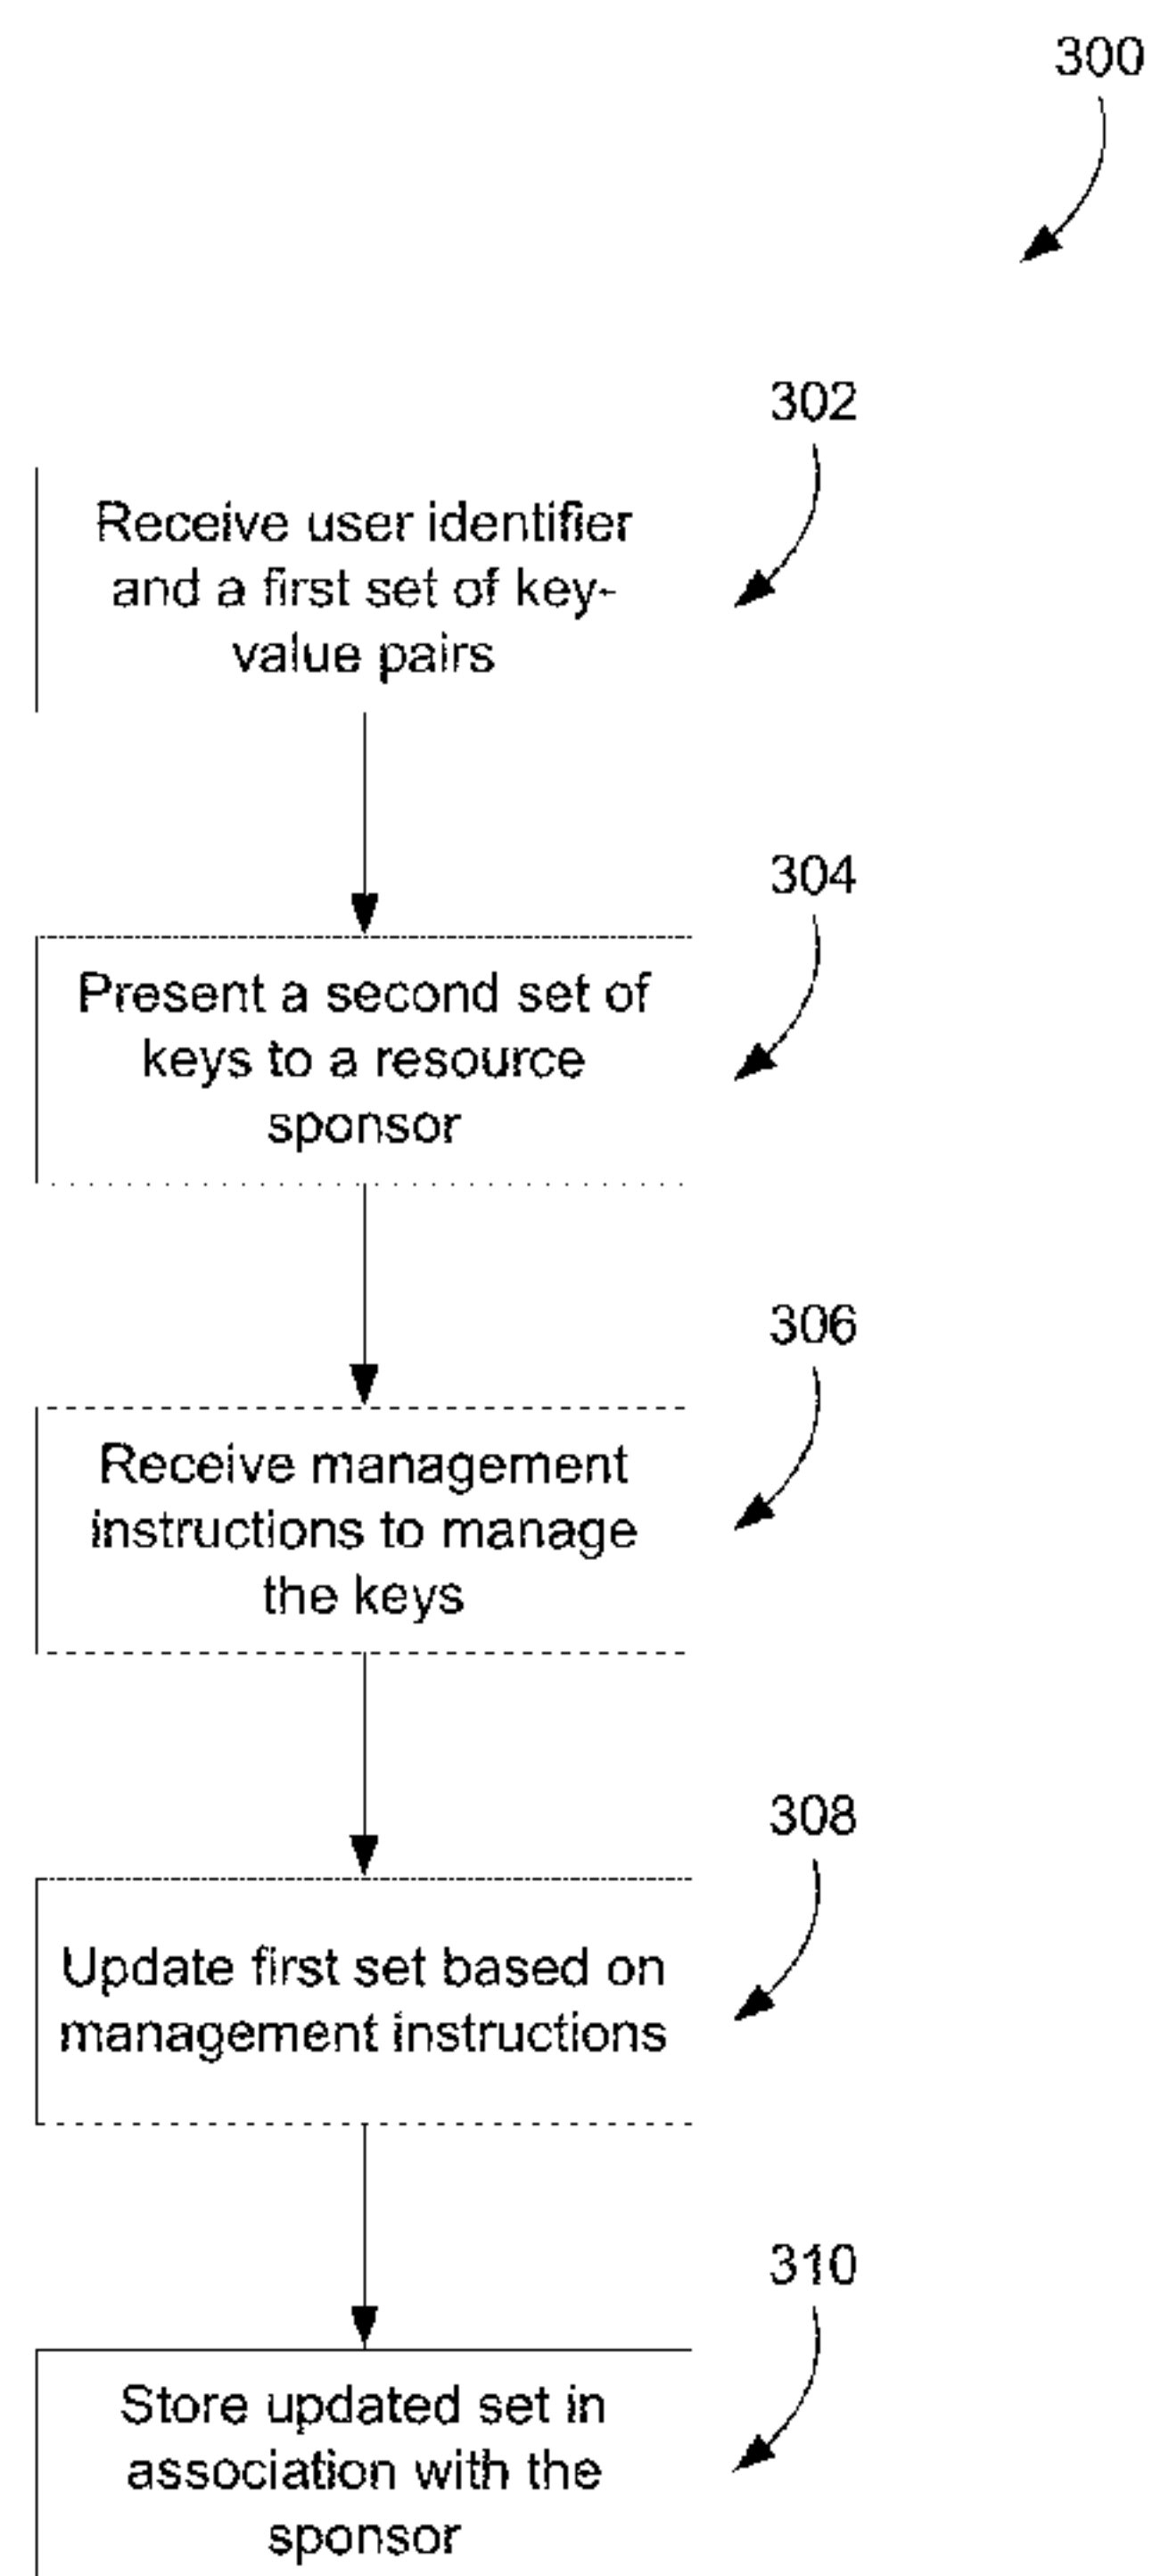 300
302
Receive user identifier
and a first set of key-
value pairs
304
Present a second set of
keys to a resource
sponsor
306
Receive management
instructions to manage
the keys
308
Update first set based on
management instructions
310
Store updated set in
association with the
sponsor